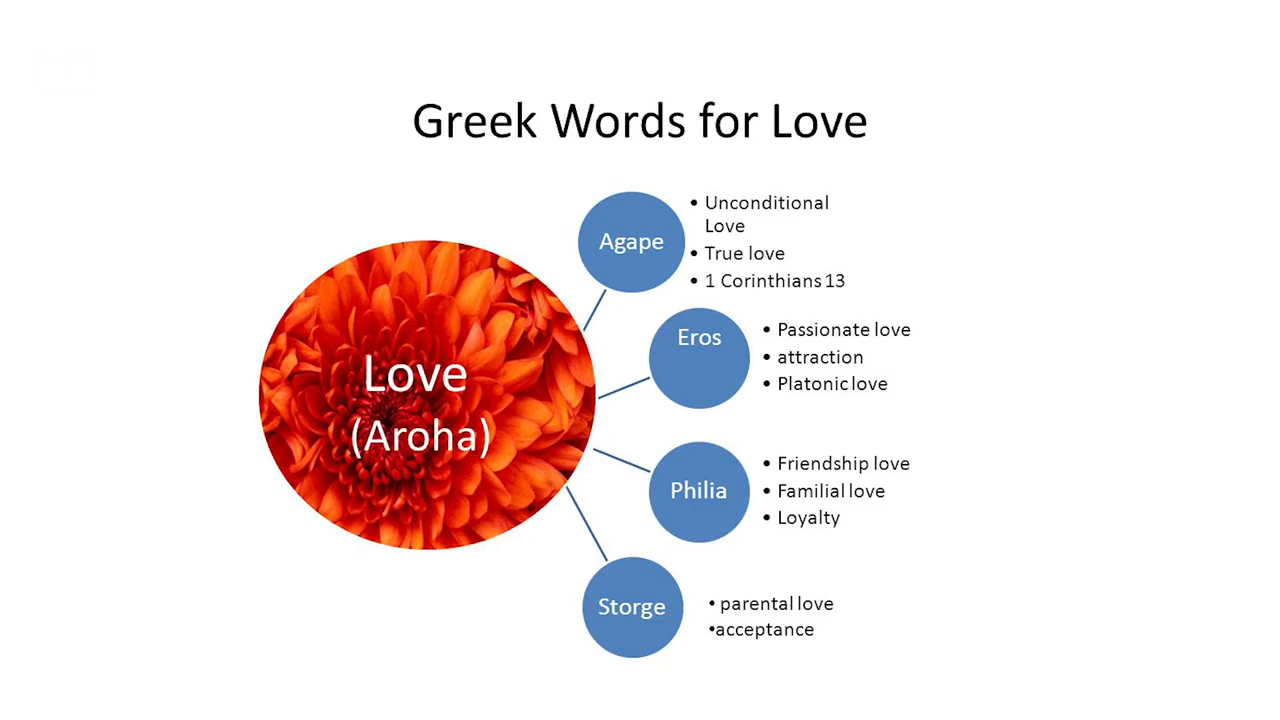 Greek Words for Love
Love
(Aroha)
Agape
• Unconditional
Love
• True love
• 1 Corinthians 13
Eros
• Passionate love
• attraction
• Platonic love
Philia
• Friendship love
• Familial love
• Loyalty
Storge
• parental love
•acceptance